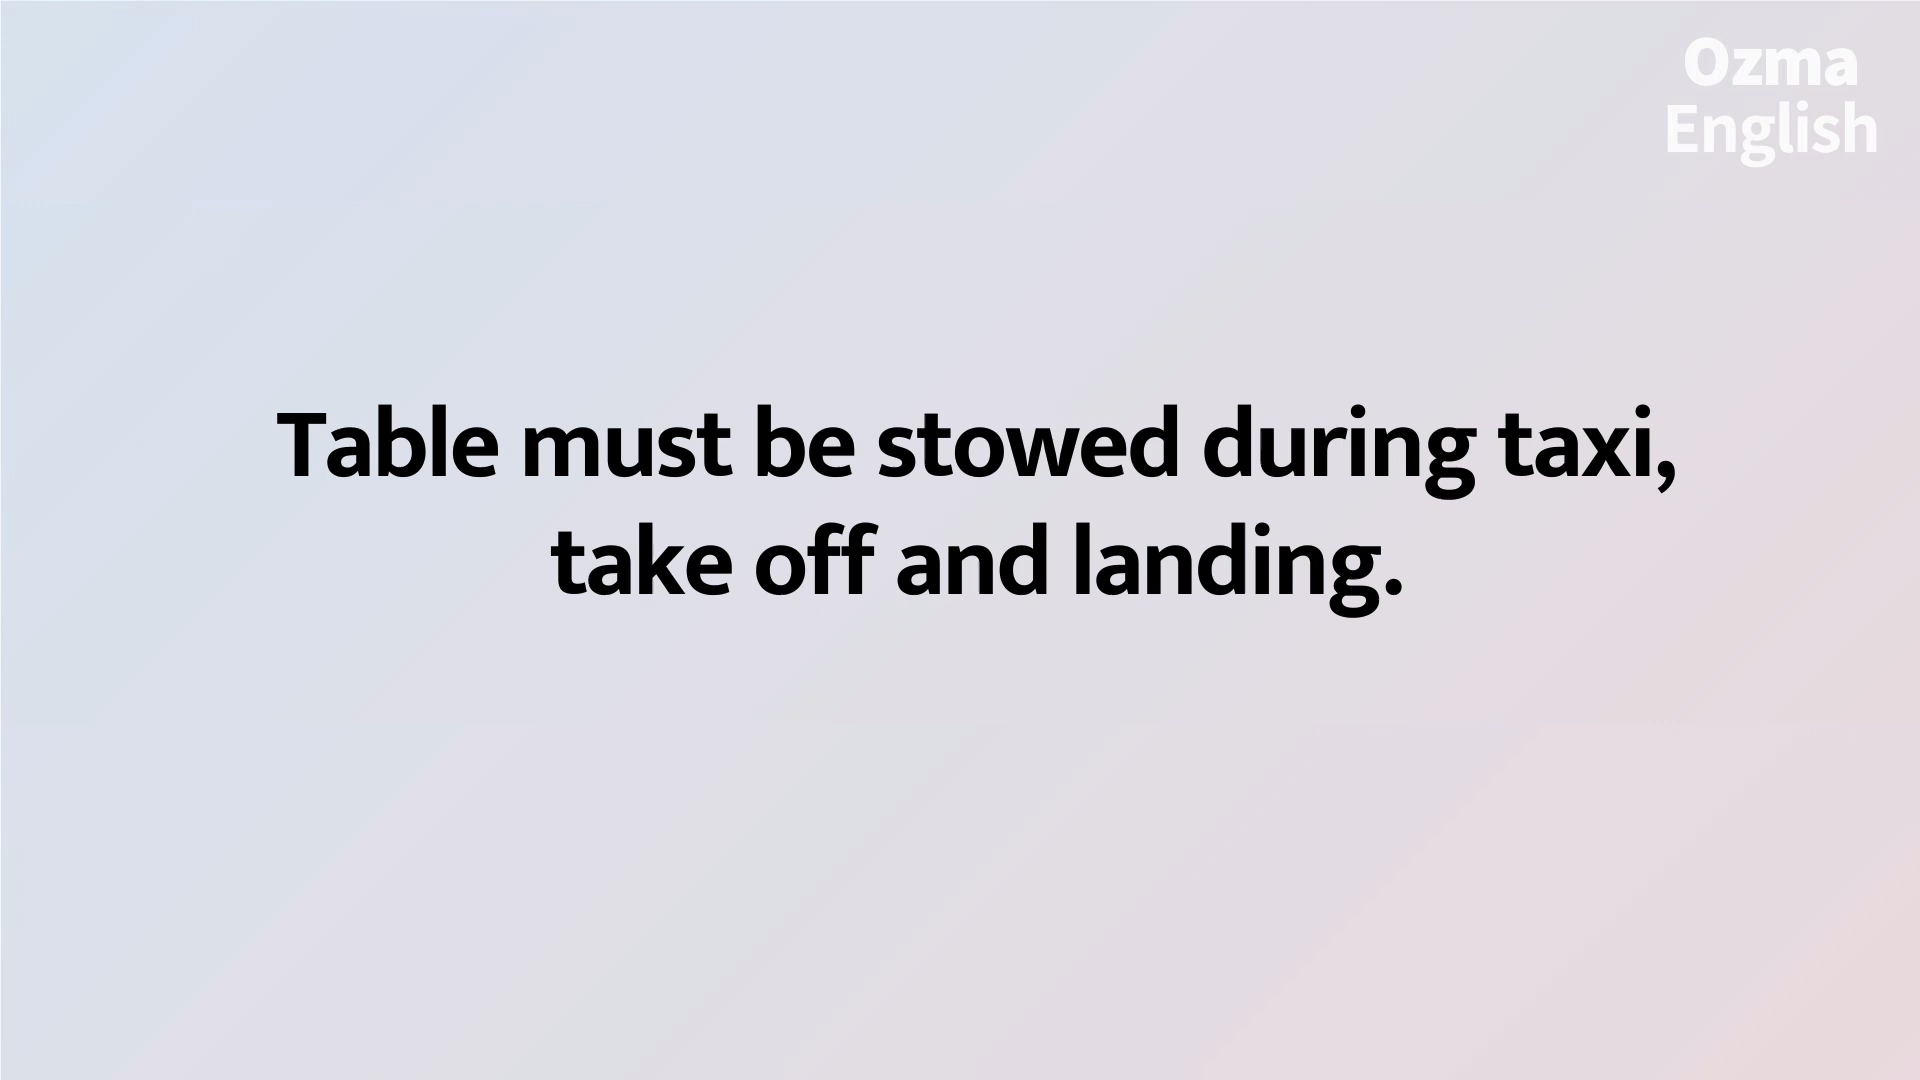 Ozma
English
Table must be stowed during taxi,
take off and landing.